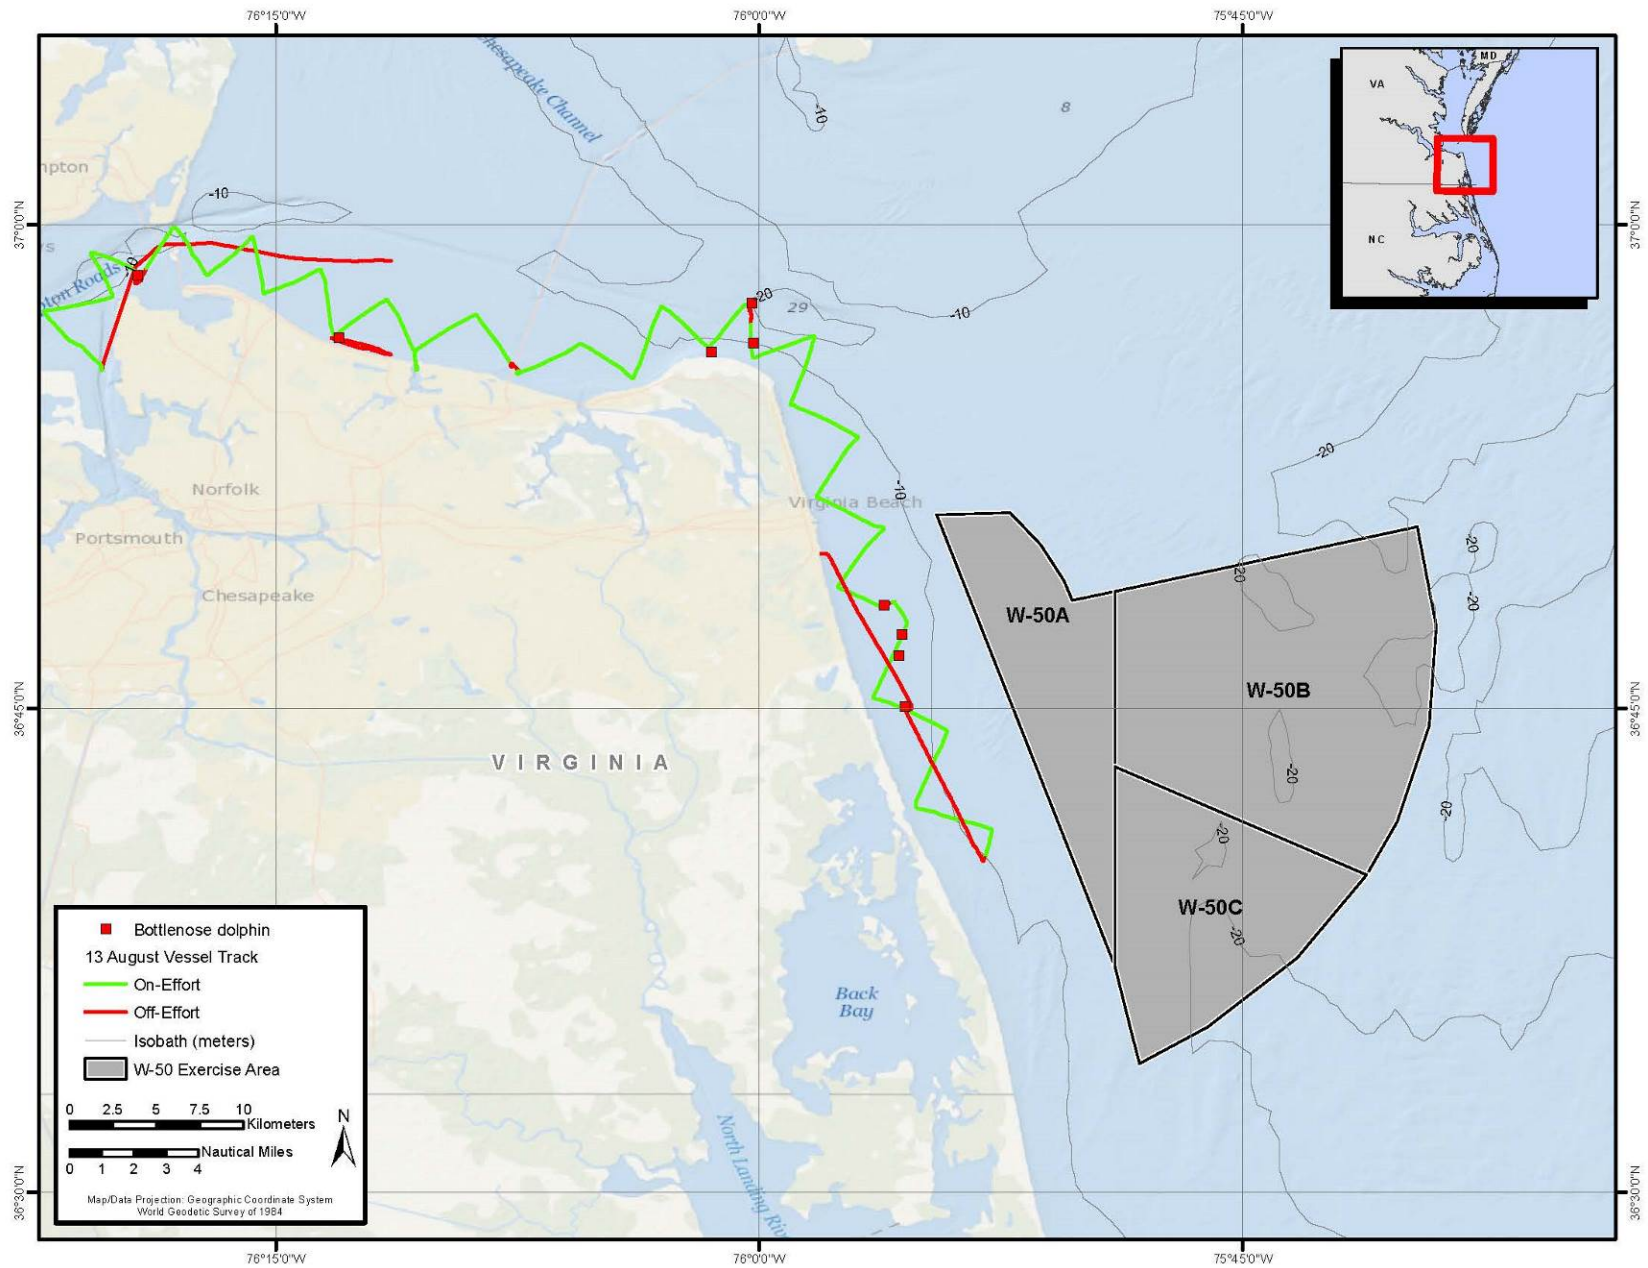 76°15'0"W 76°0'0"W 75°45'0"W
Chesapeake Channel
-10
8
MD
VA
NC
mpton
-10
37°0'0"N 37°0'0"N
-10
-20
29
-10
-20
-10
Norfolk
Virginia Beach
Portsmouth
-20
-20
-20
Chesapeake
W-50A
W-50B
36°45'0"N 36°45'0"N
VIRGINIA
-20
-20
-20
W-50C
-20
Back
Bay
Bottlenose dolphin
13 August Vessel Track
On-Effort
Off-Effort
Isobath (meters)
W-50 Exercise Area
0 2.5 5 7.5 10
Kilometers
N
Nautical Miles
0 1 2 3 4
Map/Data Projection: Geographic Coordinate System
World Geodetic Survey of 1984
North Landing Riv
36°30'0"N 36°30'0"N
76°15'0"W 76°0'0"W 75°45'0"W